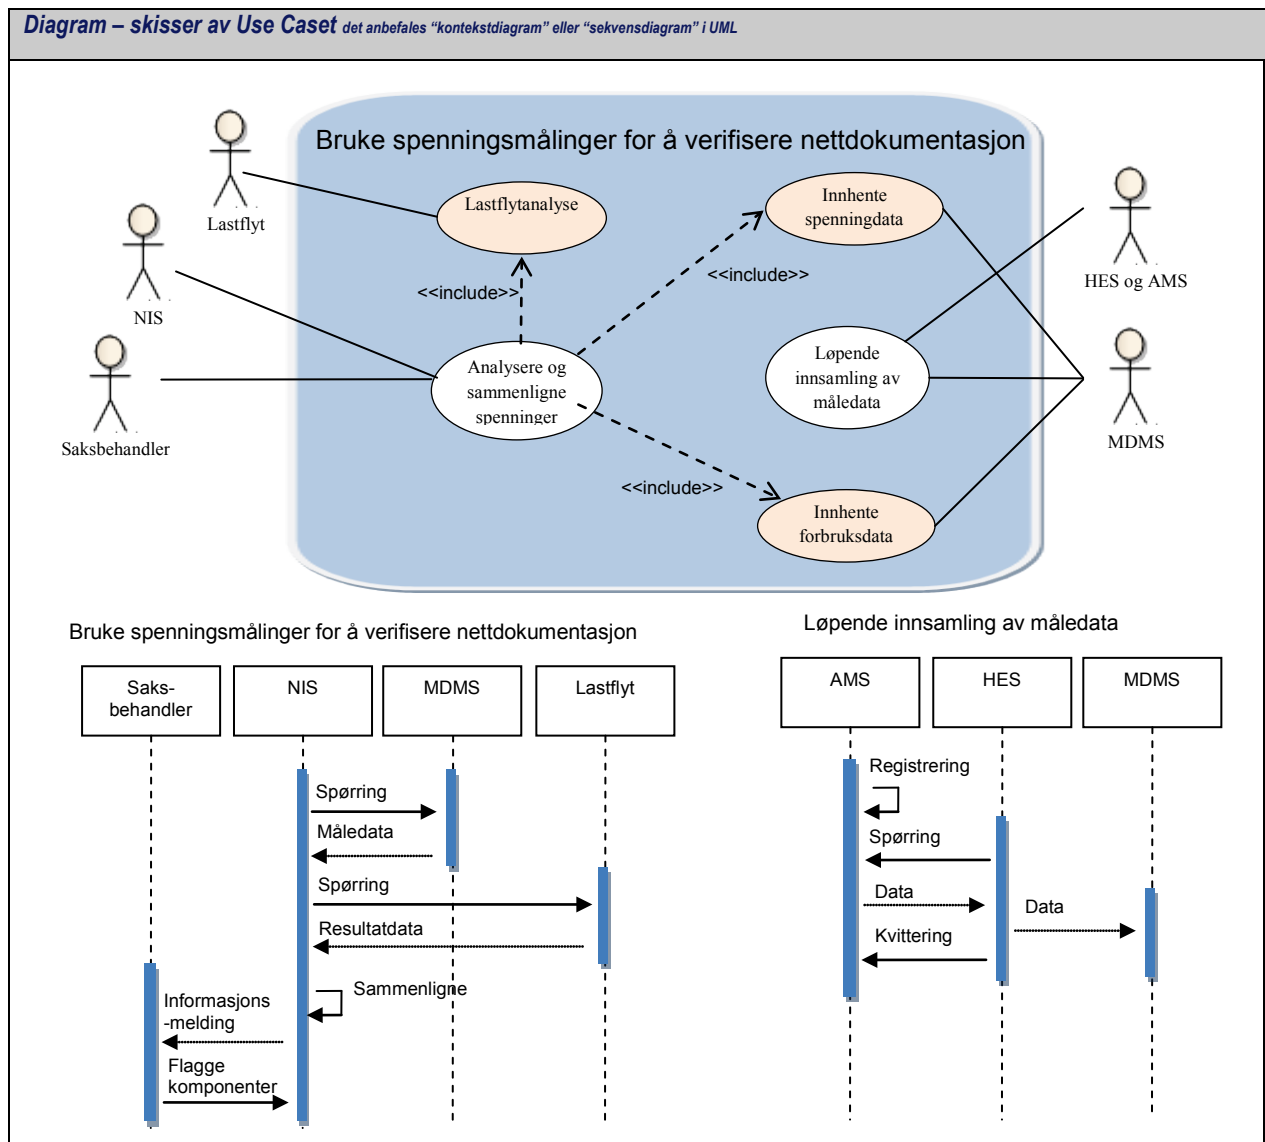 Diagram – skisser av Use Caset det anbefales “kontekstdiagram” eller “sekvensdiagram” i UML
Bruke spenningsmålinger for å verifisere nettdokumentasjon
Lastflyt
NIS
Saksbehandler
Lastflytanalyse
Innhente
spenningdata
<<include>>
<<include>>
HES og AMS
Analysere og
sammenligne
spenninger
Løpende
innsamling av
måledata
MDMS
<<include>>
Innhente
forbruksdata
Bruke spenningsmålinger for å verifisere nettdokumentasjon
Saks-
behandler
NIS
MDMS
Lastflyt
Spørring
Måledata
Spørring
Resultatdata
Sammenligne
Informasjons
-melding
Flagge
komponenter
Løpende innsamling av måledata
AMS
HES
MDMS
Registrering
Spørring
Data
Data
Kvittering